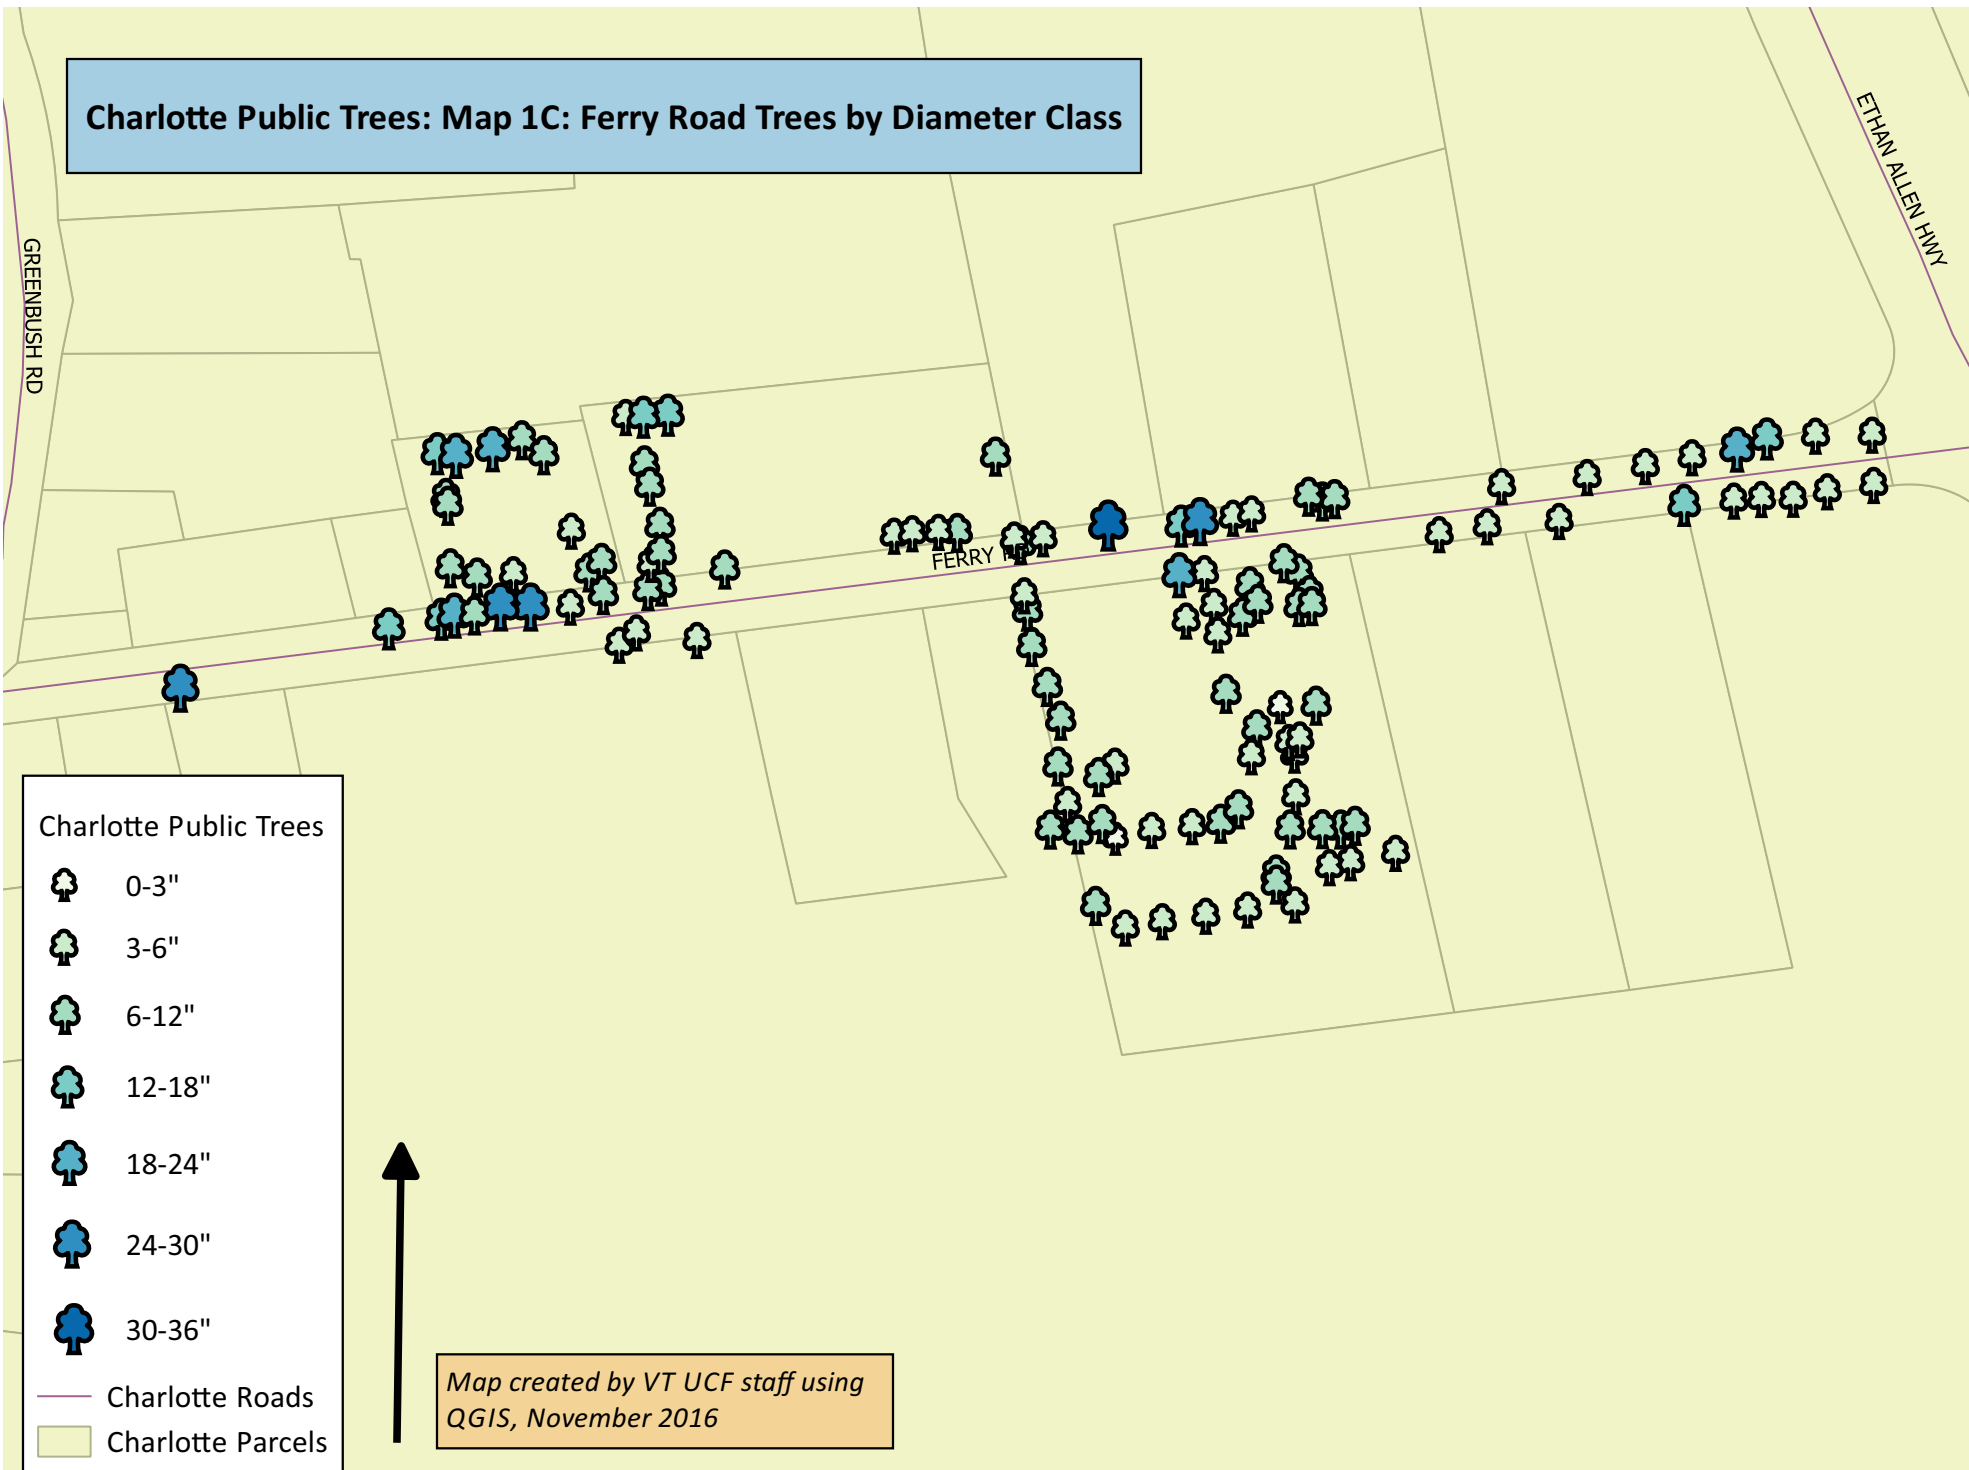 Charlotte Public Trees: Map 1C: Ferry Road Trees by Diameter Class
ETHAN ALLEN HWY
GREENBUSH RD
FERRY
Charlotte Public Trees
0-3"
3-6"
6-12"
12-18"
18-24"
24-30"
30-36"
Charlotte Roads
Charlotte Parcels
Map created by VT UCF staff using
QGIS, November 2016